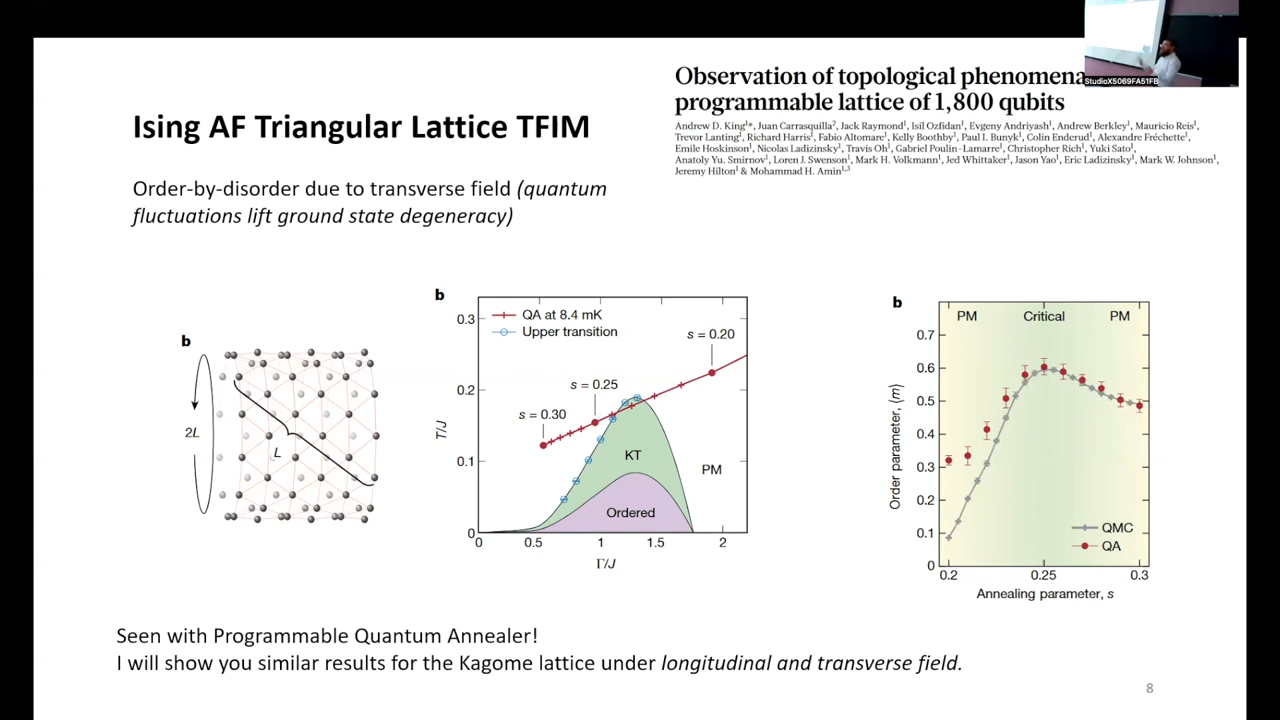 StudioX5069FA51FB
Observation of topological phenomena
programmable lattice of 1,800 qubits
Andrew D. King¹*, Juan Carrasquilla², Jack Raymond¹, Isil Ozfidan¹, Evgeny Andriyash¹, Andrew Berkley¹, Mauricio Reis¹,
Trevor Lanting¹, Richard Harris¹, Fabio Altomare¹, Kelly Boothby¹, Paul I. Bunyk¹, Colin Enderud¹, Alexandre Fréchette¹,
Emile Hoskinson¹, Nicolas Ladizinsky¹, Travis Oh¹, Gabriel Poulin-Lamarre¹, Christopher Rich¹, Yuki Sato¹,
Anatoly Yu. Smirnov¹, Loren J. Swenson¹, Mark H. Volkmann¹, Jed Whittaker¹, Jason Yao¹, Eric Ladizinsky¹, Mark W. Johnson¹,
Jeremy Hilton¹ & Mohammad H. Amin¹,³
Ising AF Triangular Lattice TFIM
Order-by-disorder due to transverse field (quantum
fluctuations lift ground state degeneracy)
b
2L
L
b
QA at 8.4 mK
Upper transition
s = 0.20
s = 0.25
s = 0.30
KT
PM
Ordered
0.3
0.2
0.1
0
T/J
0 0.5 1 1.5 2
Γ/J
b
PM Critical PM
0.7
0.6
0.5
0.4
0.3
0.2
0.1
0
Order parameter, ⟨m⟩
QMC
QA
0.2 0.25 0.3
Annealing parameter, s
Seen with Programmable Quantum Annealer!
I will show you similar results for the Kagome lattice under longitudinal and transverse field.
8